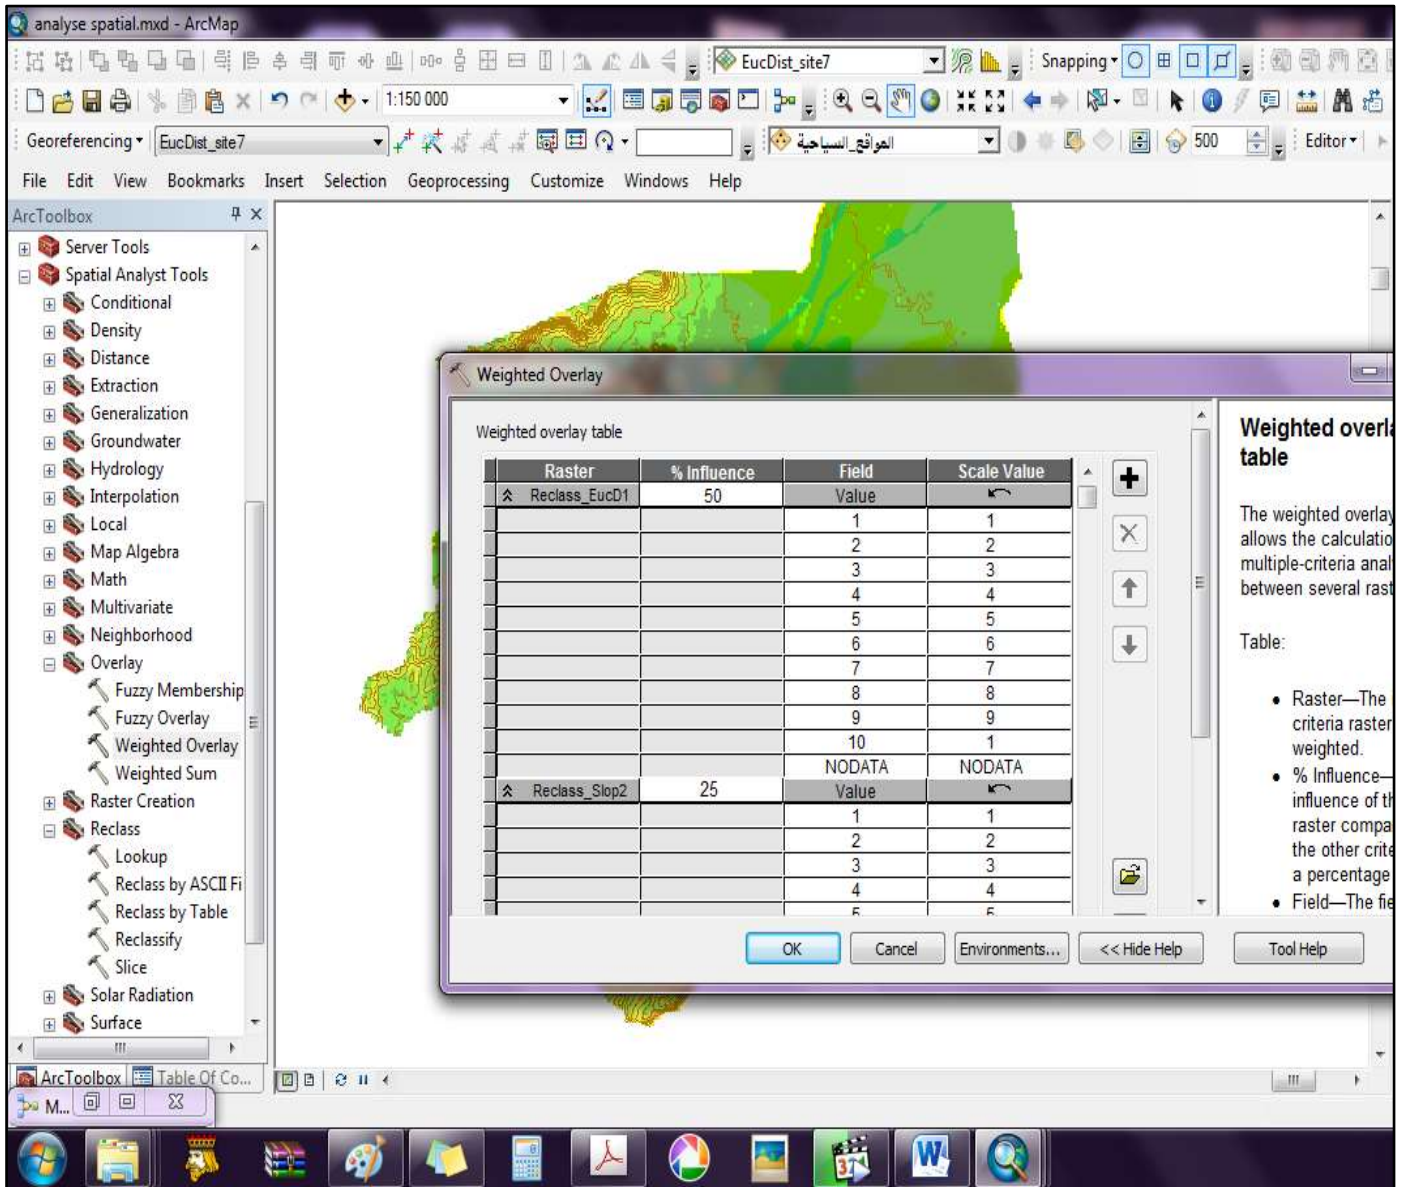 analyse spatial.mxd - ArcMap
EucDist_site7
Snapping
1:150 000
Georeferencing
EucDist_site7
المواقع_السياحية
500
Editor
File Edit View Bookmarks Insert Selection Geoprocessing Customize Windows Help
ArcToolbox
Server Tools
Spatial Analyst Tools
Conditional
Density
Distance
Extraction
Generalization
Groundwater
Hydrology
Interpolation
Local
Map Algebra
Math
Multivariate
Neighborhood
Overlay
Fuzzy Membership
Fuzzy Overlay
Weighted Overlay
Weighted Sum
Raster Creation
Reclass
Lookup
Reclass by ASCII Fi
Reclass by Table
Reclassify
Slice
Solar Radiation
Surface
ArcToolbox Table Of Co...
M...
Weighted Overlay
Weighted overlay table
Raster % Influence Field Scale Value
Reclass_EucD1 50 Value
1 1
2 2
3 3
4 4
5 5
6 6
7 7
8 8
9 9
10 1
NODATA NODATA
Reclass_Slop2 25 Value
1 1
2 2
3 3
4 4
5 5
OK Cancel Environments... << Hide Help Tool Help
Weighted overla
table
The weighted overlay
allows the calculatio
multiple-criteria anal
between several rast
Table:
• Raster—The
criteria raster
weighted.
• % Influence—
influence of th
raster compa
the other crite
a percentage
• Field—The fie
37
W